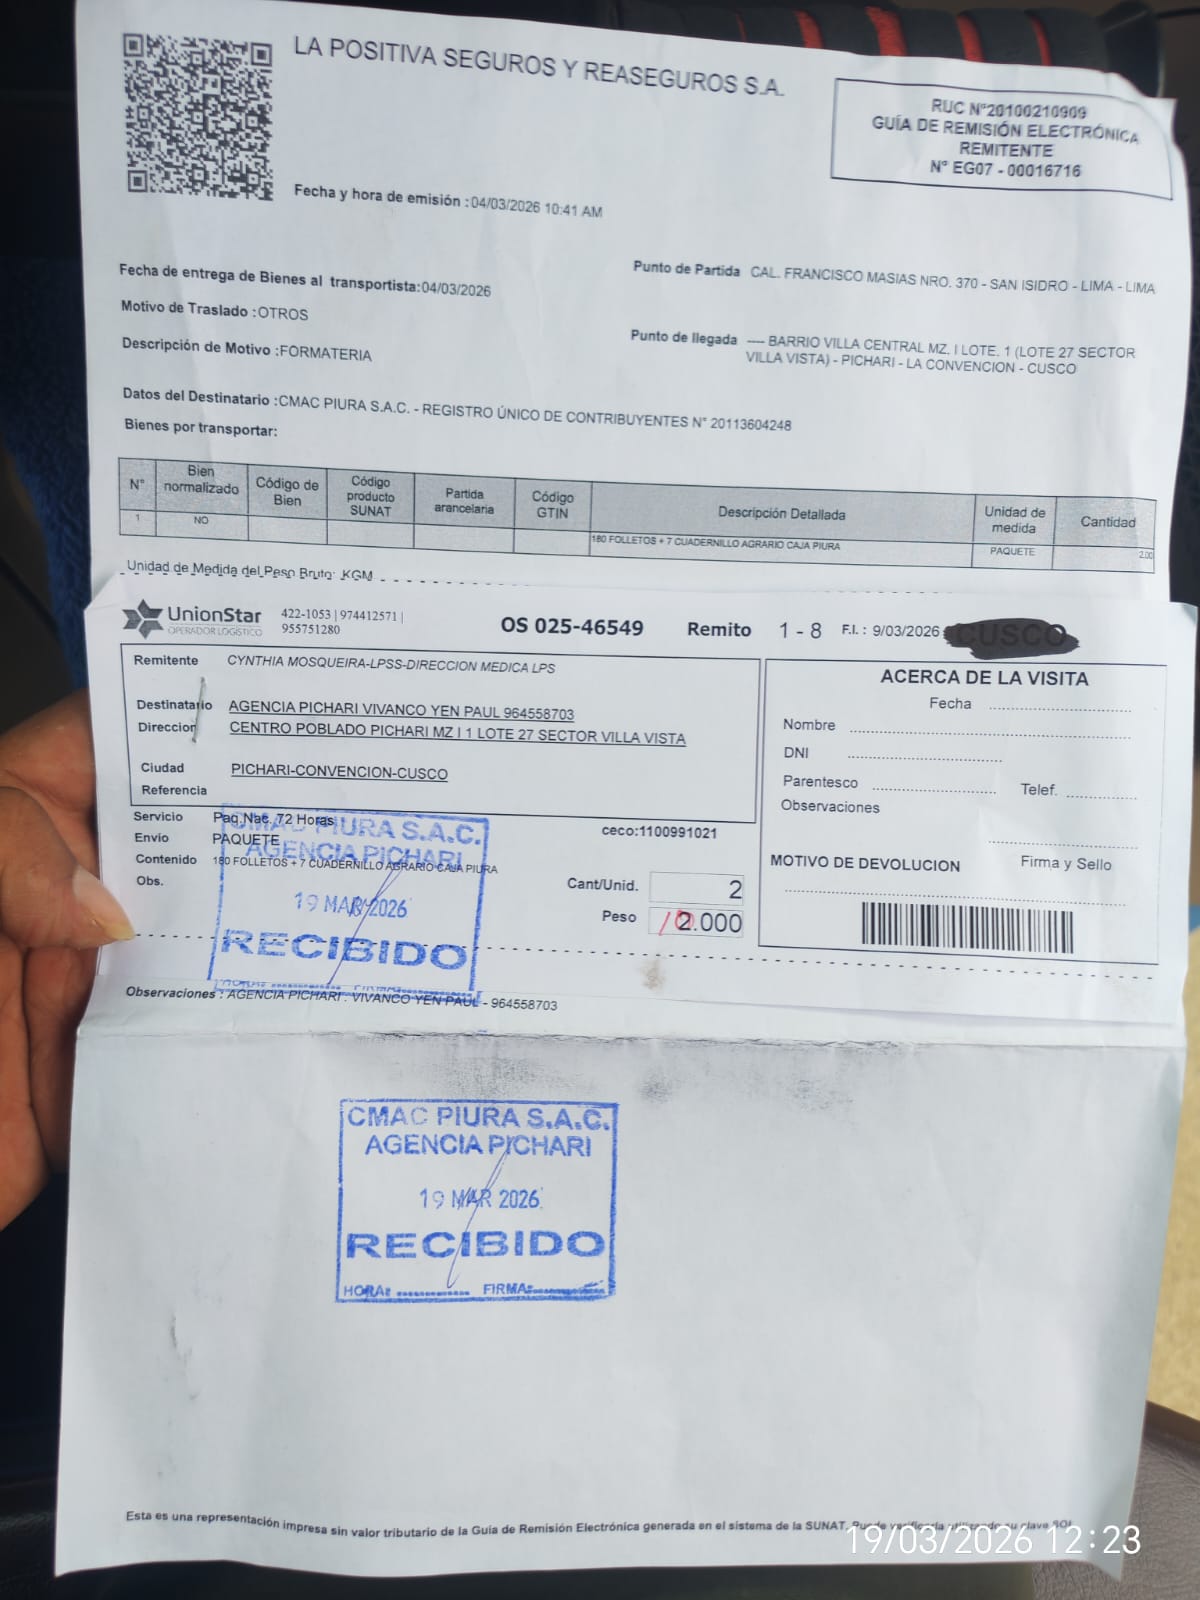 LA POSITIVA SEGUROS Y REASEGUROS S.A.
RUC N°20100210909
GUÍA DE REMISIÓN ELECTRÓNICA
REMITENTE
N° EG07 - 00016716
Fecha y hora de emisión : 04/03/2026 10:41 AM
Fecha de entrega de Bienes al transportista: 04/03/2026
Motivo de Traslado : OTROS
Descripción de Motivo : FORMATERIA
Punto de Partida CAL. FRANCISCO MASIAS NRO. 370 - SAN ISIDRO - LIMA - LIMA
Punto de llegada ---- BARRIO VILLA CENTRAL MZ. I LOTE. 1 (LOTE 27 SECTOR
VILLA VISTA) - PICHARI - LA CONVENCION - CUSCO
Datos del Destinatario : CMAC PIURA S.A.C. - REGISTRO ÚNICO DE CONTRIBUYENTES N° 20113604248
Bienes por transportar:
N° Bien normalizado Código de Bien Código producto SUNAT Partida arancelaria Código GTIN Descripción Detallada Unidad de medida Cantidad
1 NO 180 FOLLETOS + 7 CUADERNILLO AGRARIO CAJA PIURA PAQUETE 2.00
Unidad de Medida del Peso Bruto: KGM
UnionStar
OPERADOR LOGÍSTICO
422-1053 | 974412571 |
955751280
OS 025-46549 Remito 1 - 8 F.I. : 9/03/2026 CUSCO
Remitente CYNTHIA MOSQUEIRA-LPSS-DIRECCION MEDICA LPS
Destinatario AGENCIA PICHARI VIVANCO YEN PAUL 964558703
Direccion CENTRO POBLADO PICHARI MZ I 1 LOTE 27 SECTOR VILLA VISTA
Ciudad PICHARI-CONVENCION-CUSCO
Referencia
Servicio Paq.Nac. 72 Horas
Envío PAQUETE
Contenido 180 FOLLETOS + 7 CUADERNILLO AGRARIO CAJA PIURA
Obs.
ceco:1100991021
Cant/Unid. 2
Peso 2.000
ACERCA DE LA VISITA
Fecha
Nombre
DNI
Parentesco Telef.
Observaciones
MOTIVO DE DEVOLUCION Firma y Sello
CMAC PIURA S.A.C.
AGENCIA PICHARI
19 MAR 2026
RECIBIDO
HORA: FIRMA:
Observaciones : AGENCIA PICHARI : VIVANCO YEN PAUL - 964558703
CMAC PIURA S.A.C.
AGENCIA PICHARI
19 MAR 2026
RECIBIDO
HORA: FIRMA:
Esta es una representación impresa sin valor tributario de la Guía de Remisión Electrónica generada en el sistema de la SUNAT. Puede verificarla utilizando su clave SOL
19/03/2026 12:23